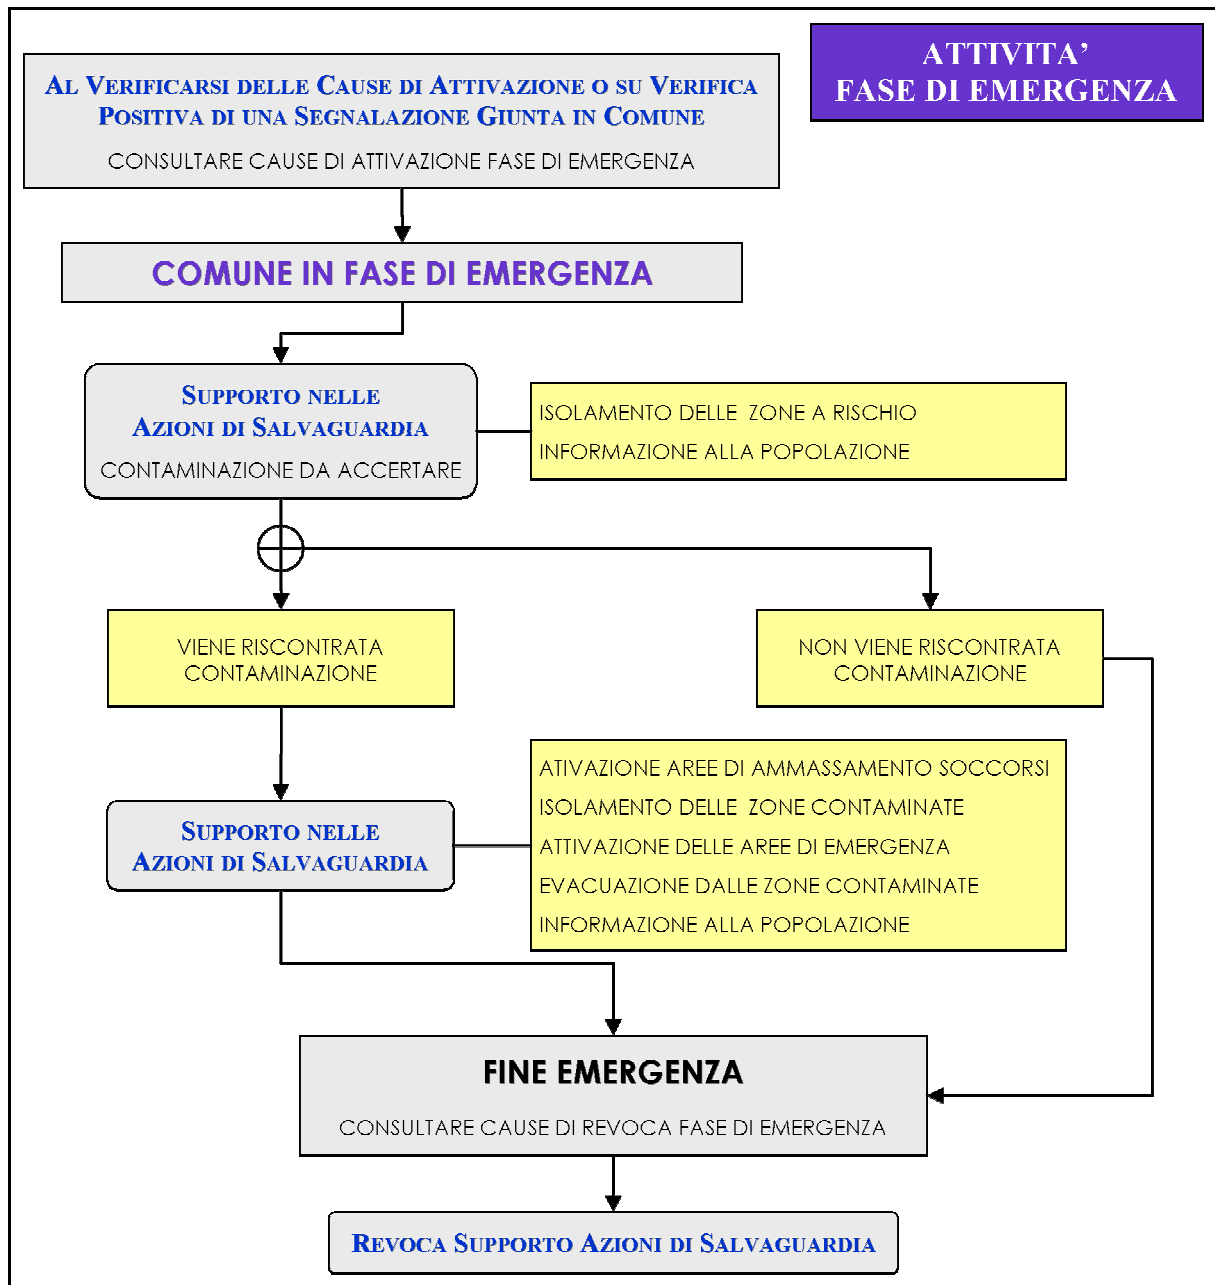 ATTIVITA'
FASE DI EMERGENZA
AL VERIFICARSI DELLE CAUSE DI ATTIVAZIONE O SU VERIFICA
POSITIVA DI UNA SEGNALAZIONE GIUNTA IN COMUNE
CONSULTARE CAUSE DI ATTIVAZIONE FASE DI EMERGENZA
COMUNE IN FASE DI EMERGENZA
SUPPORTO NELLE
AZIONI DI SALVAGUARDIA
CONTAMINAZIONE DA ACCERTARE
ISOLAMENTO DELLE ZONE A RISCHIO
INFORMAZIONE ALLA POPOLAZIONE
VIENE RISCONTRATA
CONTAMINAZIONE
NON VIENE RISCONTRATA
CONTAMINAZIONE
SUPPORTO NELLE
AZIONI DI SALVAGUARDIA
ATIVAZIONE AREE DI AMMASSAMENTO SOCCORSI
ISOLAMENTO DELLE ZONE CONTAMINATE
ATTIVAZIONE DELLE AREE DI EMERGENZA
EVACUAZIONE DALLE ZONE CONTAMINATE
INFORMAZIONE ALLA POPOLAZIONE
FINE EMERGENZA
CONSULTARE CAUSE DI REVOCA FASE DI EMERGENZA
REVOCA SUPPORTO AZIONI DI SALVAGUARDIA